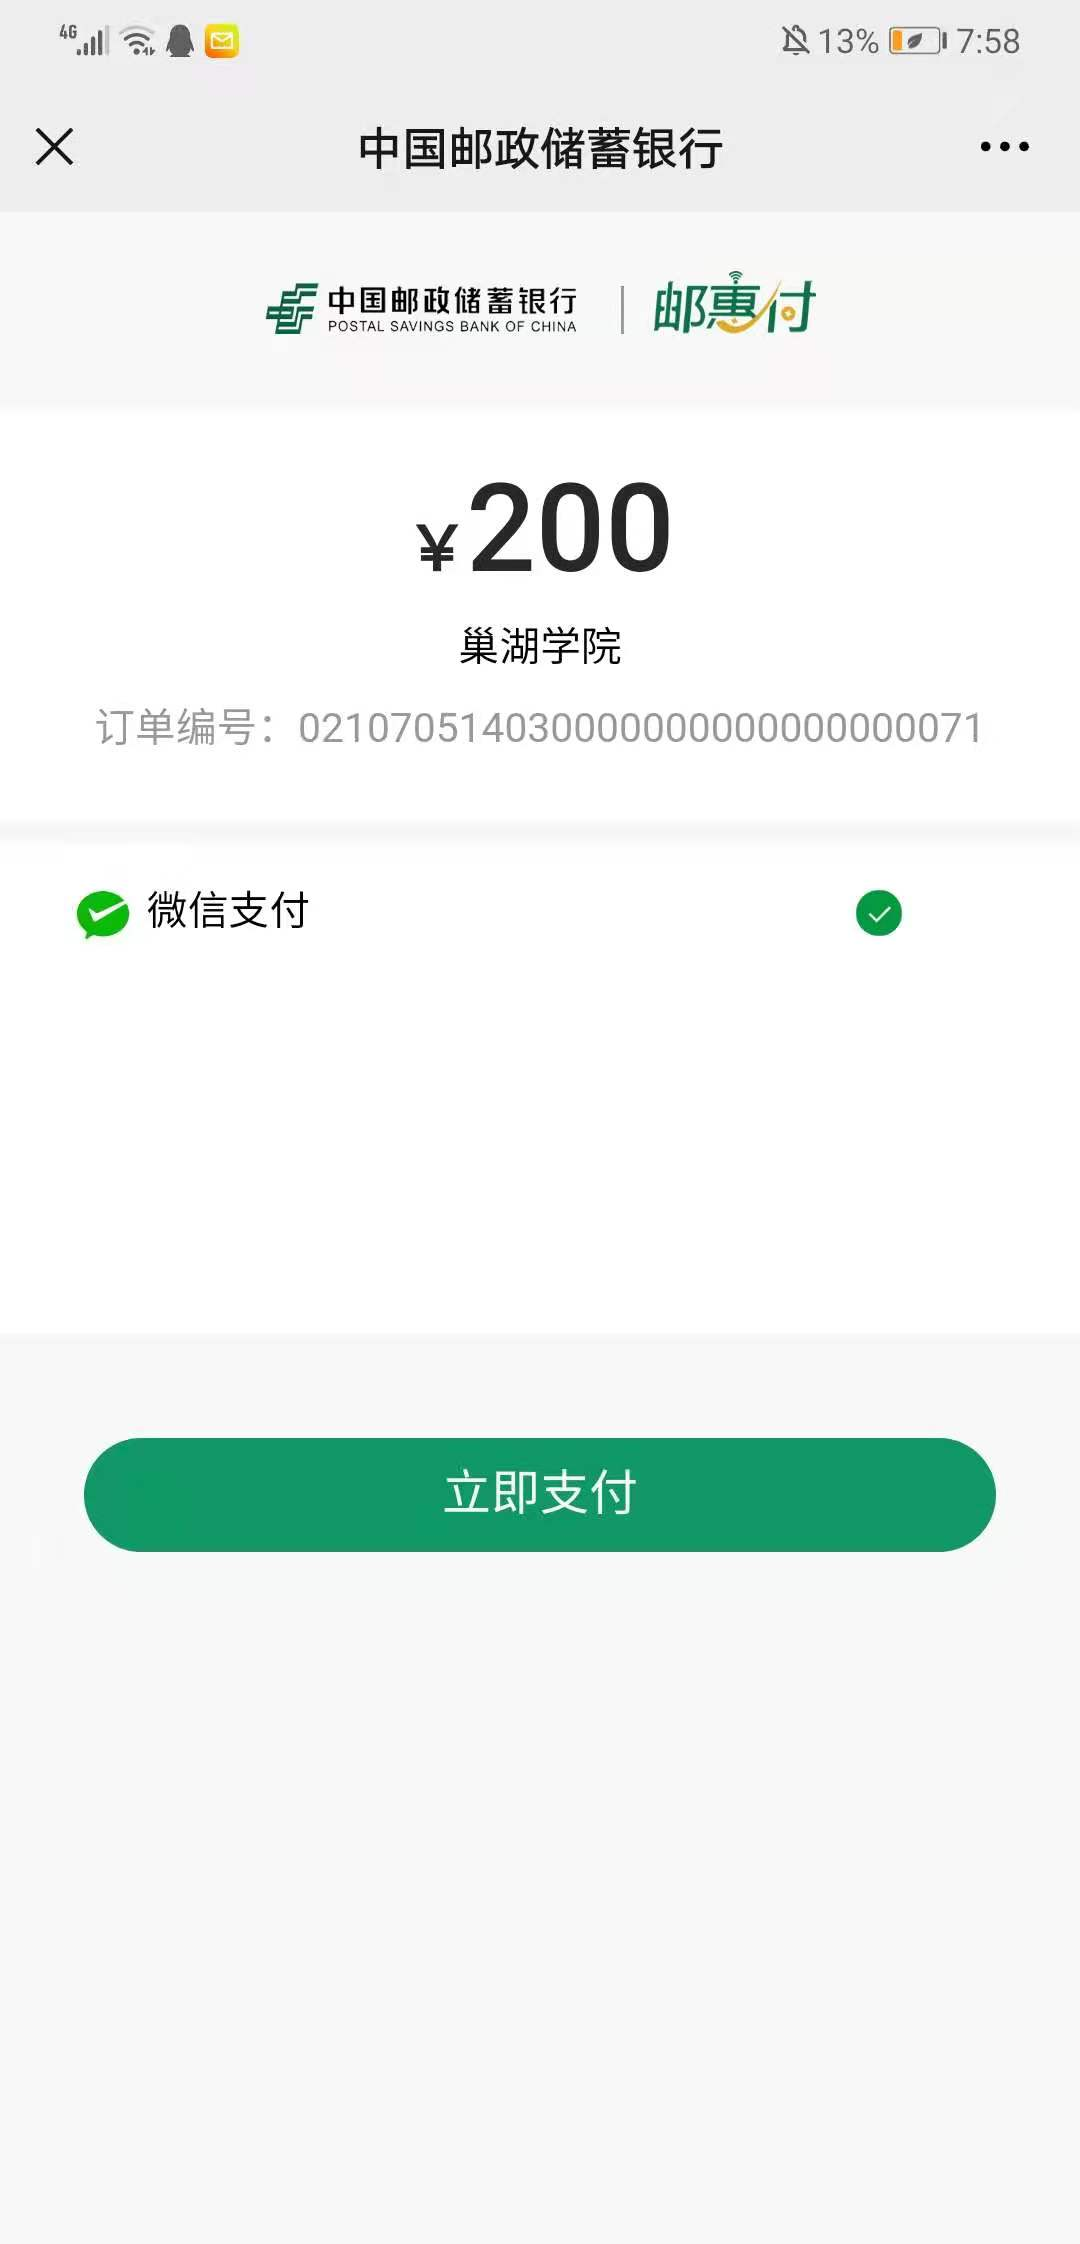 4G 13% 7:58
中国邮政储蓄银行
中国邮政储蓄银行 邮惠付
POSTAL SAVINGS BANK OF CHINA
¥200
巢湖学院
订单编号：0210705140300000000000000000071
微信支付
立即支付